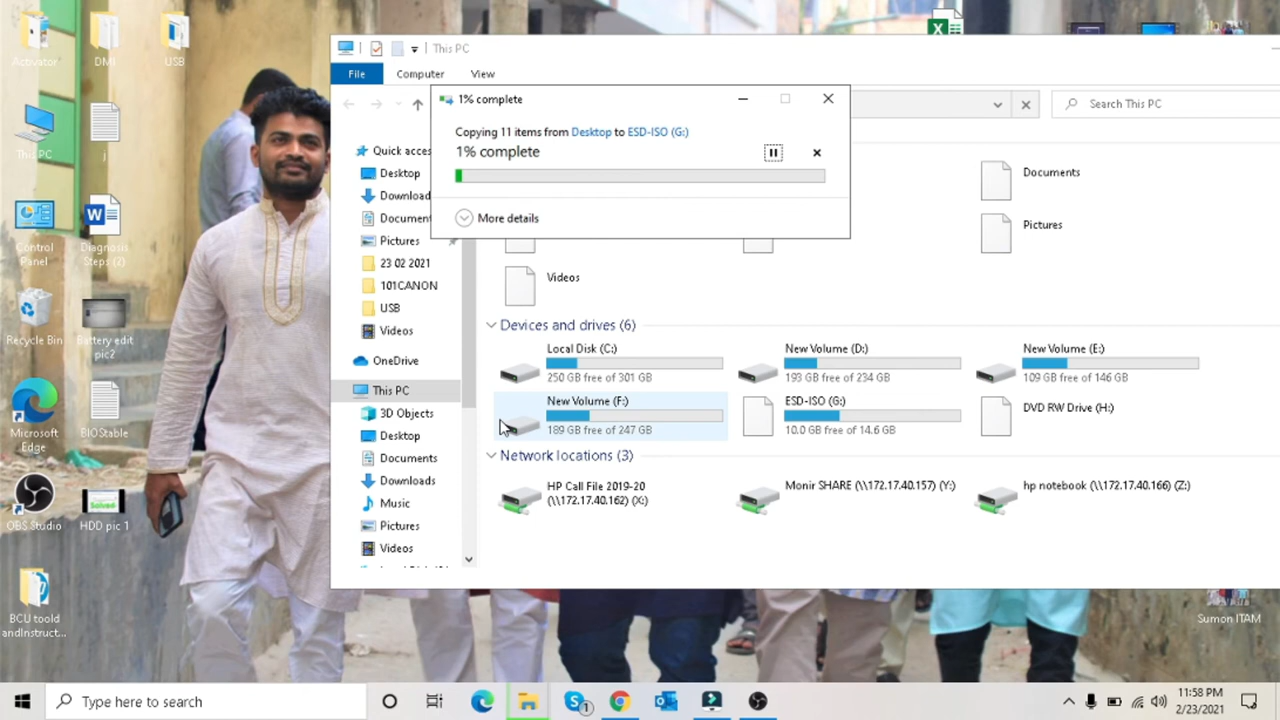 Activator
DMI
USB
This PC
j
Control
Panel
Diagnosis
Steps (2)
Recycle Bin
Battery edit
pic2
Microsoft
Edge
BIOStable
OBS Studio
Solved
HDD pic 1
BCU toold
andInstruct...
This PC
File
Computer
View
Search This PC
1% complete
Copying 11 items from Desktop to ESD-ISO (G:)
1% complete
More details
Quick acces
Desktop
Download
Document
Pictures
23 02 2021
101CANON
USB
Videos
OneDrive
This PC
3D Objects
Desktop
Documents
Downloads
Music
Pictures
Videos
Documents
Pictures
Videos
Devices and drives (6)
Local Disk (C:)
250 GB free of 301 GB
New Volume (D:)
193 GB free of 234 GB
New Volume (E:)
109 GB free of 146 GB
New Volume (F:)
189 GB free of 247 GB
ESD-ISO (G:)
10.0 GB free of 14.6 GB
DVD RW Drive (H:)
Network locations (3)
HP Call File 2019-20
(\\172.17.40.162) (X:)
Monir SHARE (\\172.17.40.157) (Y:)
hp notebook (\\172.17.40.166) (Z:)
Sumon ITAM
Type here to search
1
11:58 PM
2/23/2021